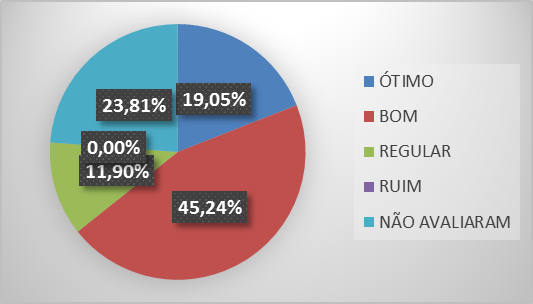 23,81%
19,05%
0,00%
11,90%
45,24%
ÓTIMO
BOM
REGULAR
RUIM
NÃO AVALIARAM